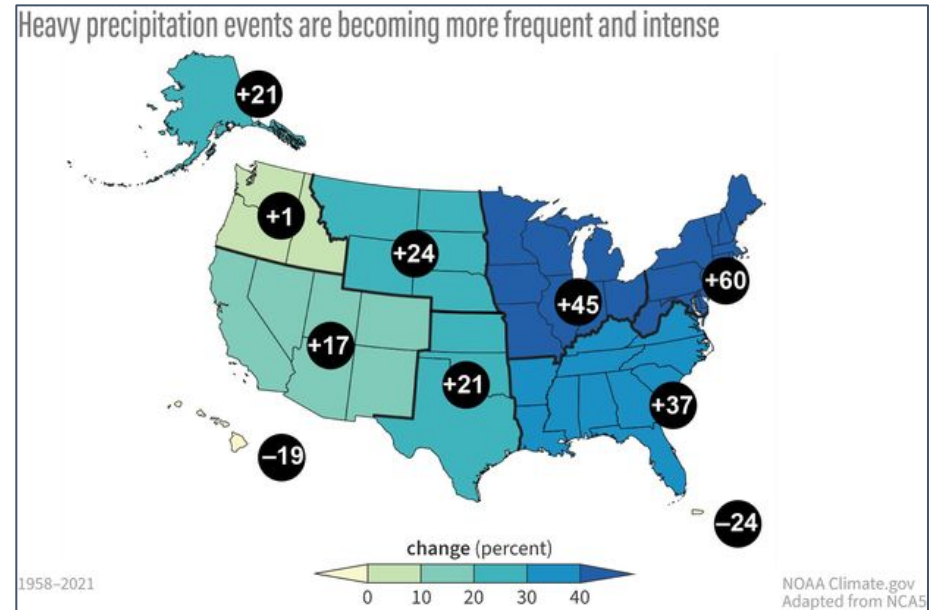 Heavy precipitation events are becoming more frequent and intense
+21
+1
+24
+60
+45
+17
+21
+37
–19
–24
change (percent)
0 10 20 30 40
1958–2021
NOAA Climate.gov
Adapted from NCA5